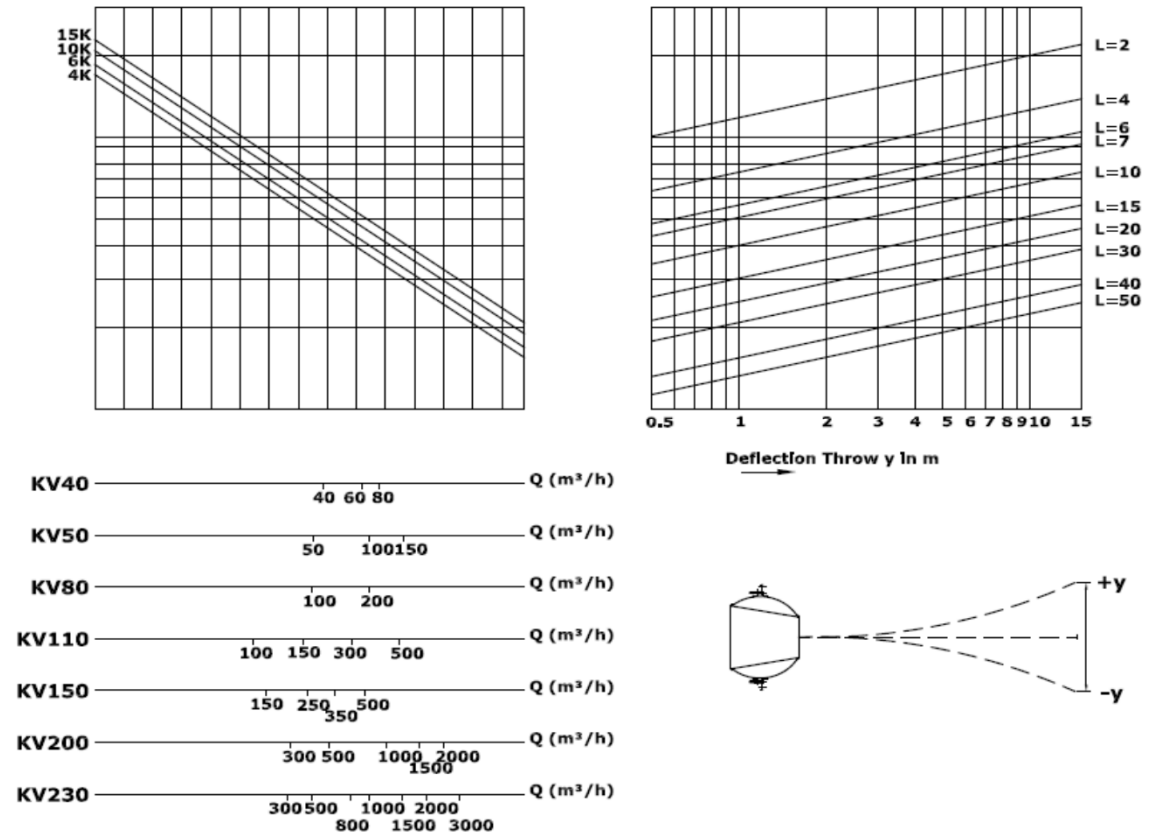 15K
10K
6K
4K
L=2
L=4
L=6
L=7
L=10
L=15
L=20
L=30
L=40
L=50
0.5 1 2 3 4 5 6 7 8 9 10 15
Deflection Throw y in m
KV40 Q (m³/h)
40 60 80
KV50 Q (m³/h)
50 100 150
KV80 Q (m³/h)
100 200
KV110 Q (m³/h)
100 150 300 500
KV150 Q (m³/h)
150 250 500
350
KV200 Q (m³/h)
300 500 1000 2000
1500
KV230 Q (m³/h)
300 500 1000 2000
800 1500 3000
+y
-y